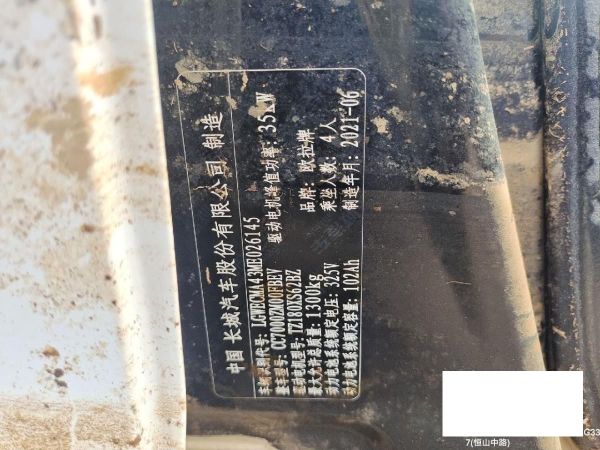 中国 长城汽车股份有限公司 制造
车辆识别代号: LGWECMA43ME026145
整车型号: CC7000ZM00FBEV
驱动电机型号: TZ180XS62BZ 驱动电机峰值功率: 35kW
最大允许总质量: 1300kg 品牌: 欧拉牌
动力电池系统额定电压: 325V 乘坐人数: 4人
动力电池系统额定容量: 102Ah 制造年月: 2021-06
G33
7(恒山中路)